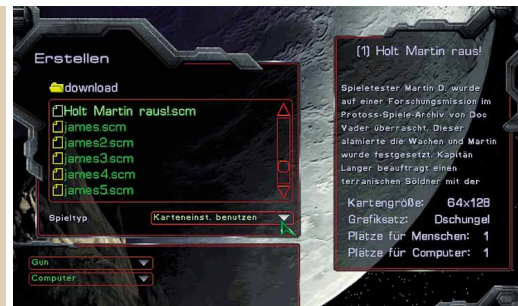 Erstellen
download
Holt Martin raus!.scm
james.scm
james2.scm
james3.scm
james4.scm
james5.scm
Spieltyp
Karteneinst. benutzen
Gun
Computer
(1) Holt Martin raus!
Spieletester Martin D. wurde
auf einer Forschungsmission im
Protoss-Spiele-Archiv von Doc
Vader überrascht. Dieser
alamierte die Wachen und Martin
wurde festgesetzt. Kapitän
Langer beauftragt einen
terranischen Söldner mit der
Kartengröße: 64x128
Grafiksatz: Dschungel
Plätze für Menschen: 1
Plätze für Computer: 1